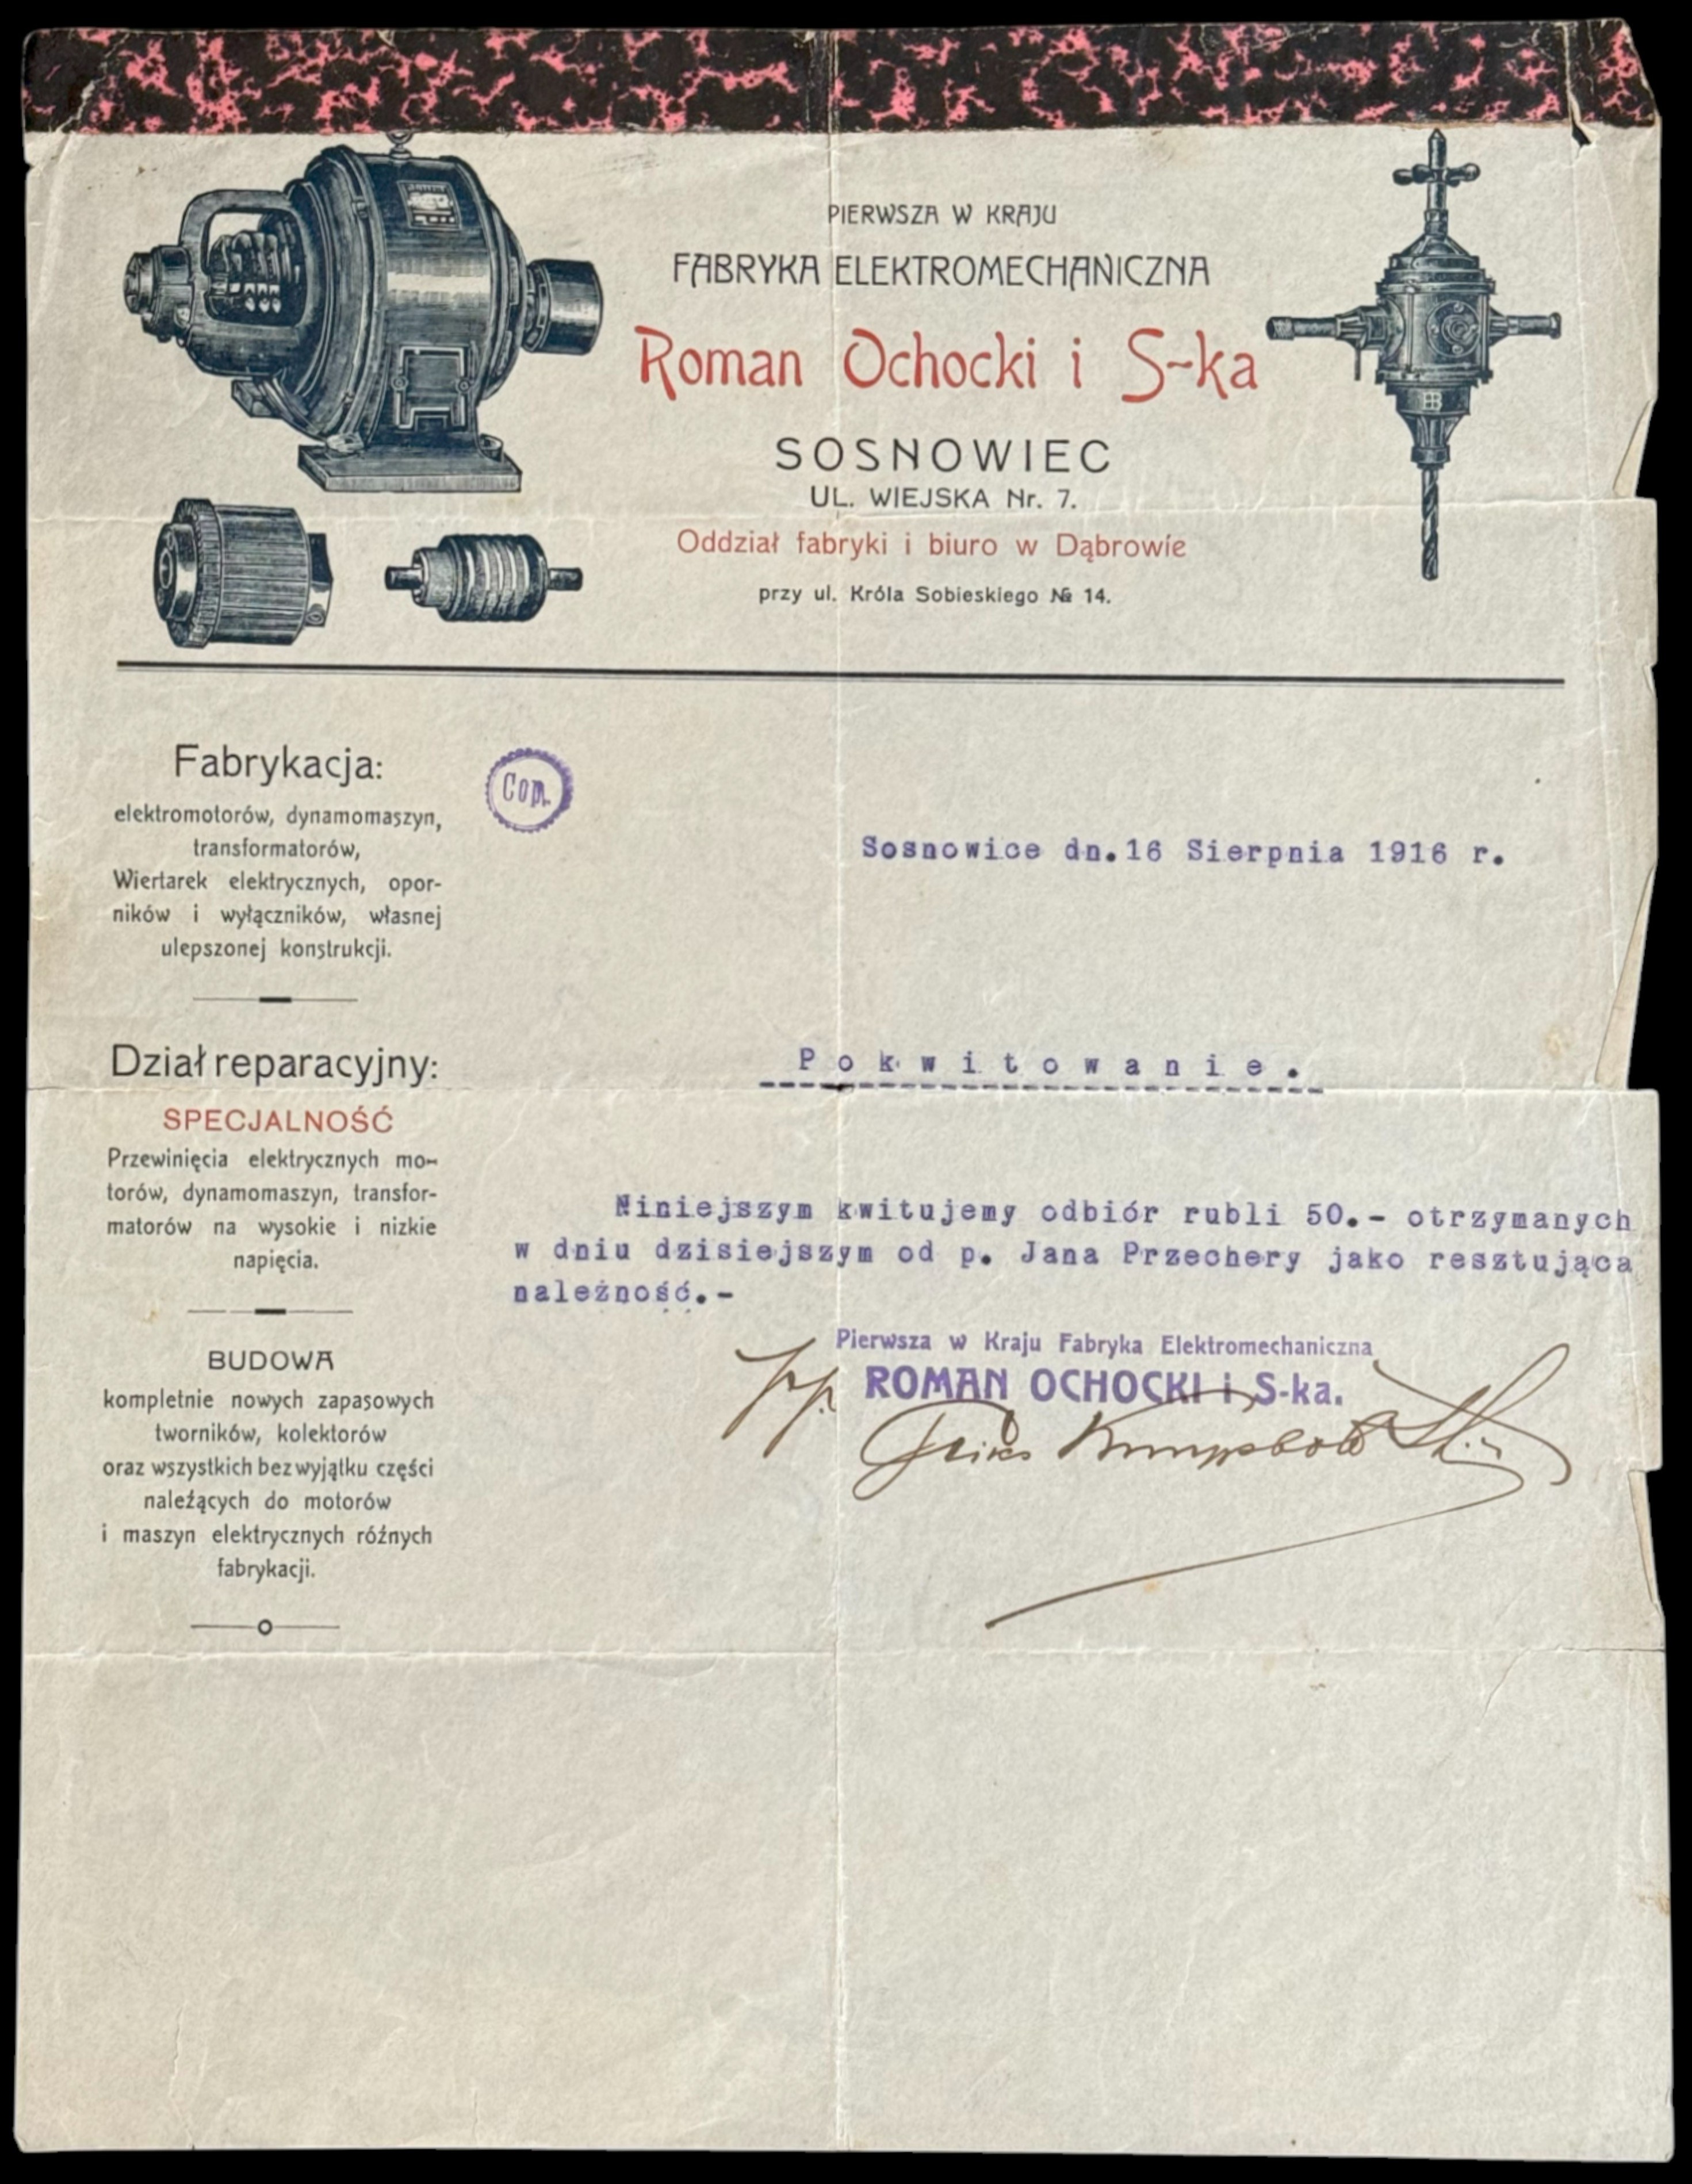 PIERWSZA W KRAJU
FABRYKA ELEKTROMECHANICZNA
Roman Ochocki i S-ka
SOSNOWIEC
UL. WIEJSKA Nr. 7.
Oddział fabryki i biuro w Dąbrowie
przy ul. Króla Sobieskiego № 14.
Fabrykacja:
elektromotorów, dynamomaszyn,
transformatorów,
Wiertarek elektrycznych, opor-
ników i wyłączników, własnej
ulepszonej konstrukcji.
Dział reparacyjny:
SPECJALNOŚĆ
Przewinięcia elektrycznych mo-
torów, dynamomaszyn, transfor-
matorów na wysokie i nizkie
napięcia.
BUDOWA
kompletnie nowych zapasowych
tworników, kolektorów
oraz wszystkich bez wyjątku części
należących do motorów
i maszyn elektrycznych różnych
fabrykacji.
Cop.
Sosnowice dn.16 Sierpnia 1916 r.
Pokwitowanie.
Niniejszym kwitujemy odbiór rubli 50.- otrzymanych
w dniu dzisiejszym od p. Jana Przechery jako resztująca
należność.-
Pierwsza w Kraju Fabryka Elektromechaniczna
pp. ROMAN OCHOCKI i S-ka.